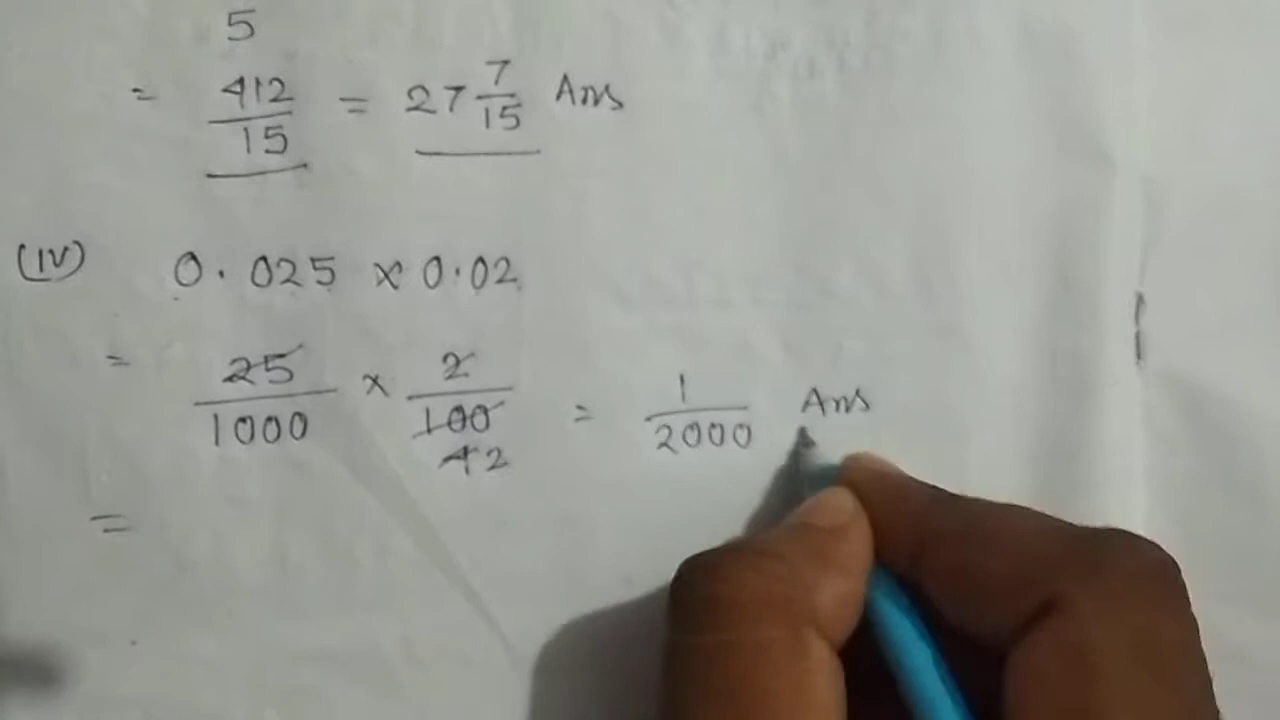 5
= 412/15 = 27 7/15 Ans
(IV) 0.025 × 0.02
= 25/1000 × 2/100 = 1/2000 Ans
42
=